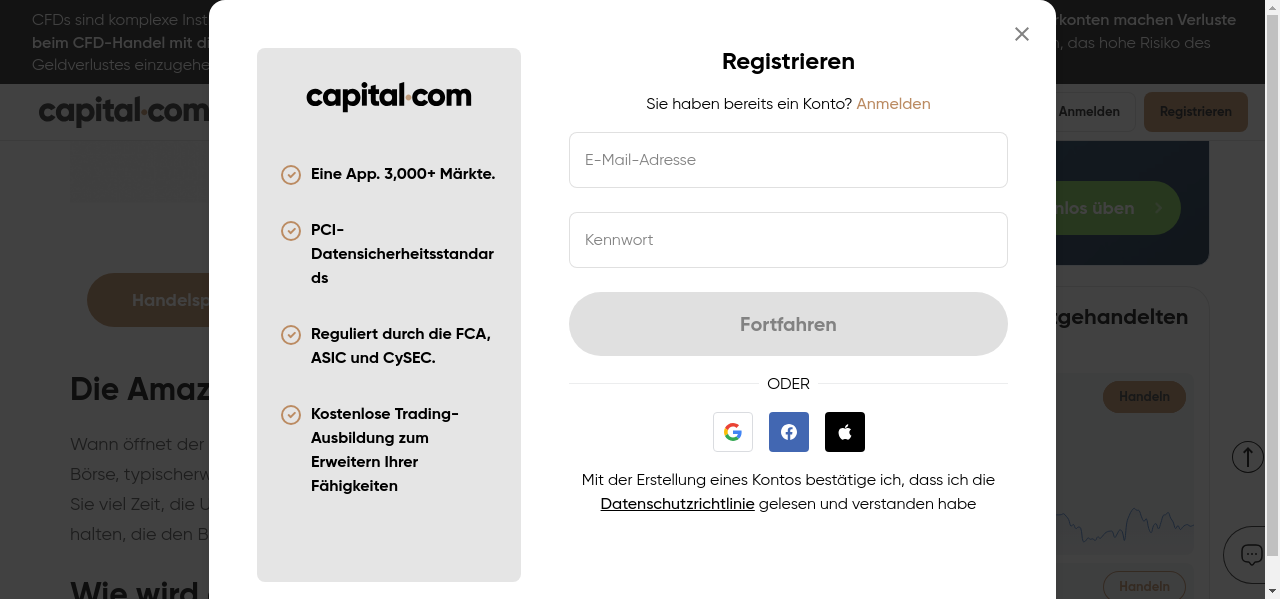 CFDs sind komplexe Inst
rkonten machen Verluste
beim CFD-Handel mit di
, das hohe Risiko des
Geldverlustes einzugehe
capital.com
Anmelden
Registrieren
nlos üben
Handelsp
rgehandelten
Die Amaz
Handeln
Wann öffnet der
Börse, typischerw
Sie viel Zeit, die U
halten, die den B
Wie wird
Handeln
capital.com
Eine App. 3,000+ Märkte.
PCI-
Datensicherheitsstandar
ds
Reguliert durch die FCA,
ASIC und CySEC.
Kostenlose Trading-
Ausbildung zum
Erweitern Ihrer
Fähigkeiten
Registrieren
Sie haben bereits ein Konto? Anmelden
E-Mail-Adresse
Kennwort
Fortfahren
ODER
Mit der Erstellung eines Kontos bestätige ich, dass ich die
Datenschutzrichtlinie gelesen und verstanden habe